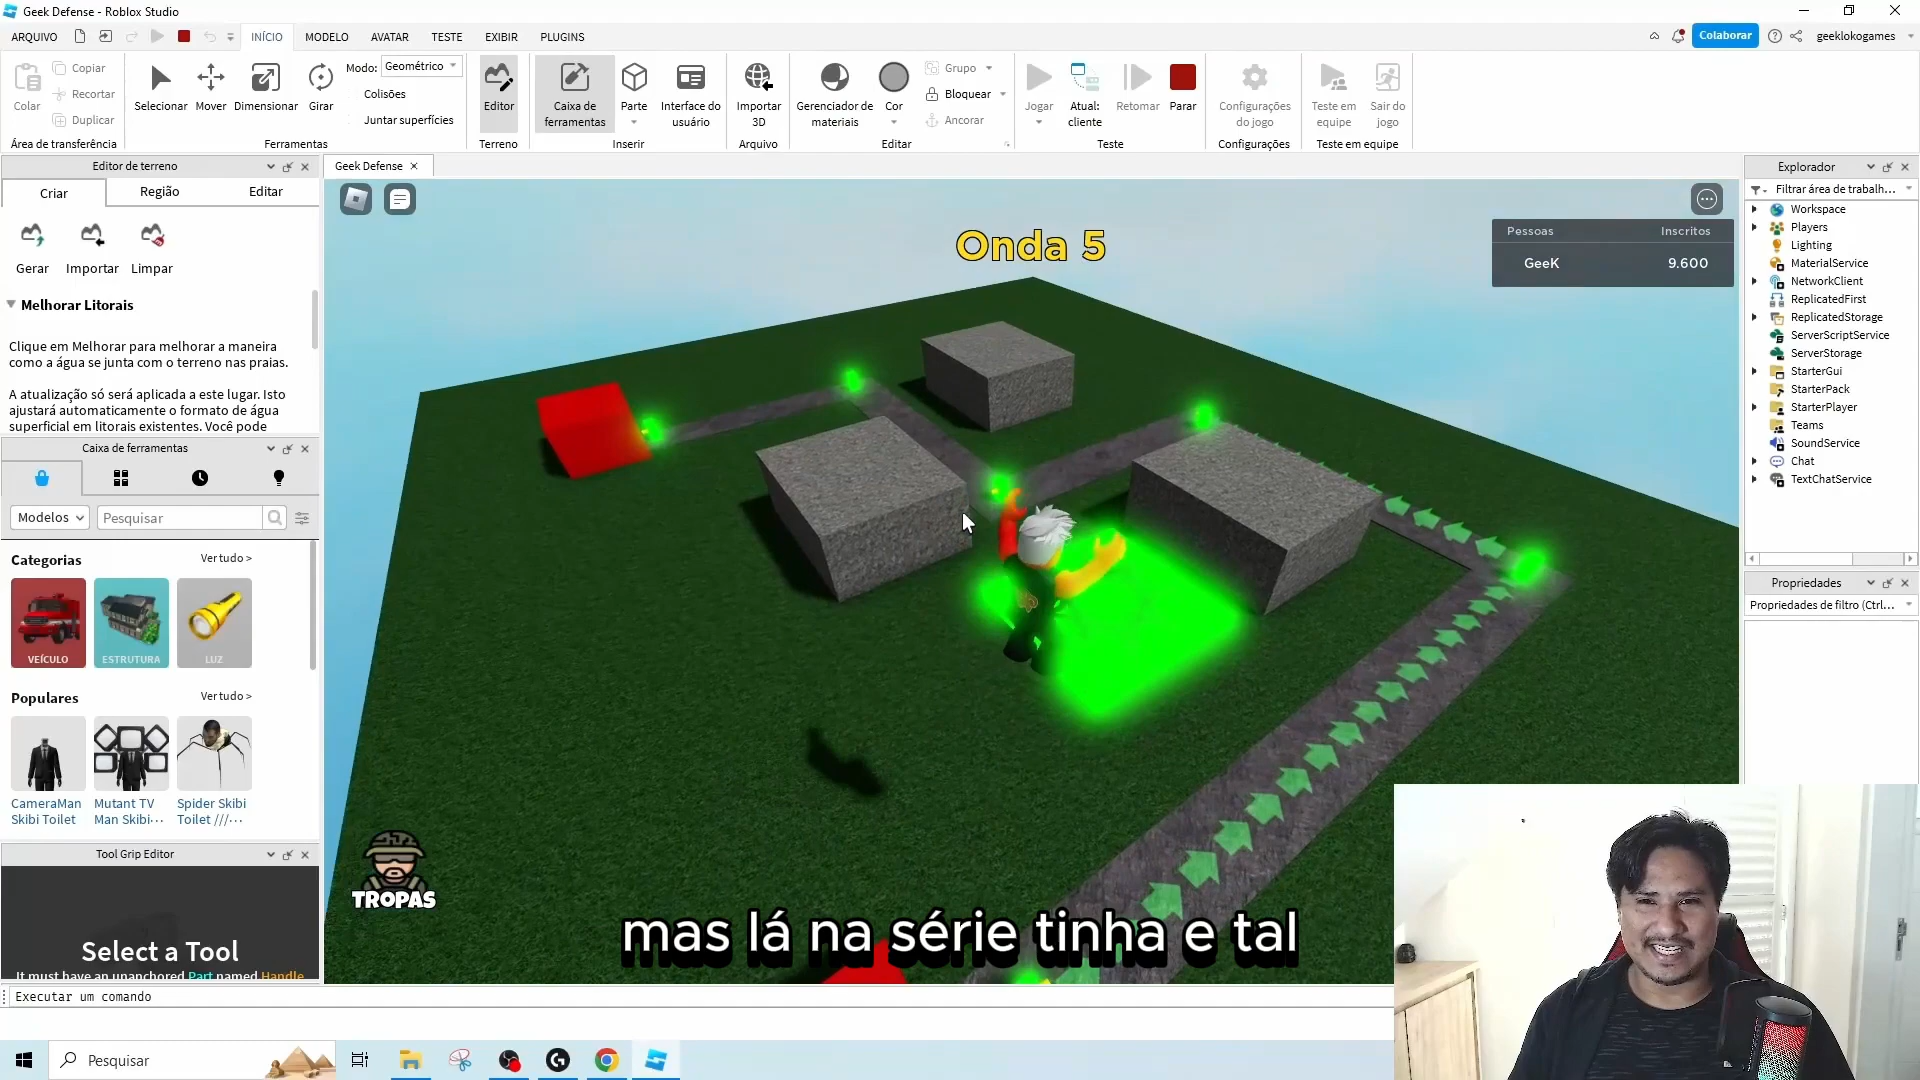 Geek Defense - Roblox Studio
ARQUIVO
INÍCIO
MODELO
AVATAR
TESTE
EXIBIR
PLUGINS
Colaborar
geeklokogames
Colar
Copiar
Recortar
Duplicar
Área de transferência
Selecionar
Mover
Dimensionar
Girar
Modo:
Geométrico
Colisões
Juntar superfícies
Ferramentas
Editor
Terreno
Caixa de
ferramentas
Parte
Interface do
usuário
Inserir
Importar
3D
Arquivo
Gerenciador de
materiais
Cor
Grupo
Bloquear
Ancorar
Editar
Jogar
Atual:
cliente
Retomar
Parar
Teste
Configurações
do jogo
Configurações
Teste em
equipe
Sair do
jogo
Teste em equipe
Editor de terreno
Criar
Região
Editar
Gerar
Importar
Limpar
Melhorar Litorais
Clique em Melhorar para melhorar a maneira
como a água se junta com o terreno nas praias.
A atualização só será aplicada a este lugar. Isto
ajustará automaticamente o formato de água
superficial em litorais existentes. Você pode
Caixa de ferramentas
Modelos
Pesquisar
Categorias
Ver tudo >
VEÍCULO
ESTRUTURA
LUZ
Populares
Ver tudo >
CameraMan
Skibi Toilet
Mutant TV
Man Skibi···
Spider Skibi
Toilet ///···
Tool Grip Editor
Select a Tool
It must have an unanchored Part named Handle
Executar um comando
Geek Defense
Onda 5
Pessoas
Inscritos
GeeK
9.600
TROPAS
mas lá na série tinha e tal
Explorador
Filtrar área de trabalh...
Workspace
Players
Lighting
MaterialService
NetworkClient
ReplicatedFirst
ReplicatedStorage
ServerScriptService
ServerStorage
StarterGui
StarterPack
StarterPlayer
Teams
SoundService
Chat
TextChatService
Propriedades
Propriedades de filtro (Ctrl...
Pesquisar